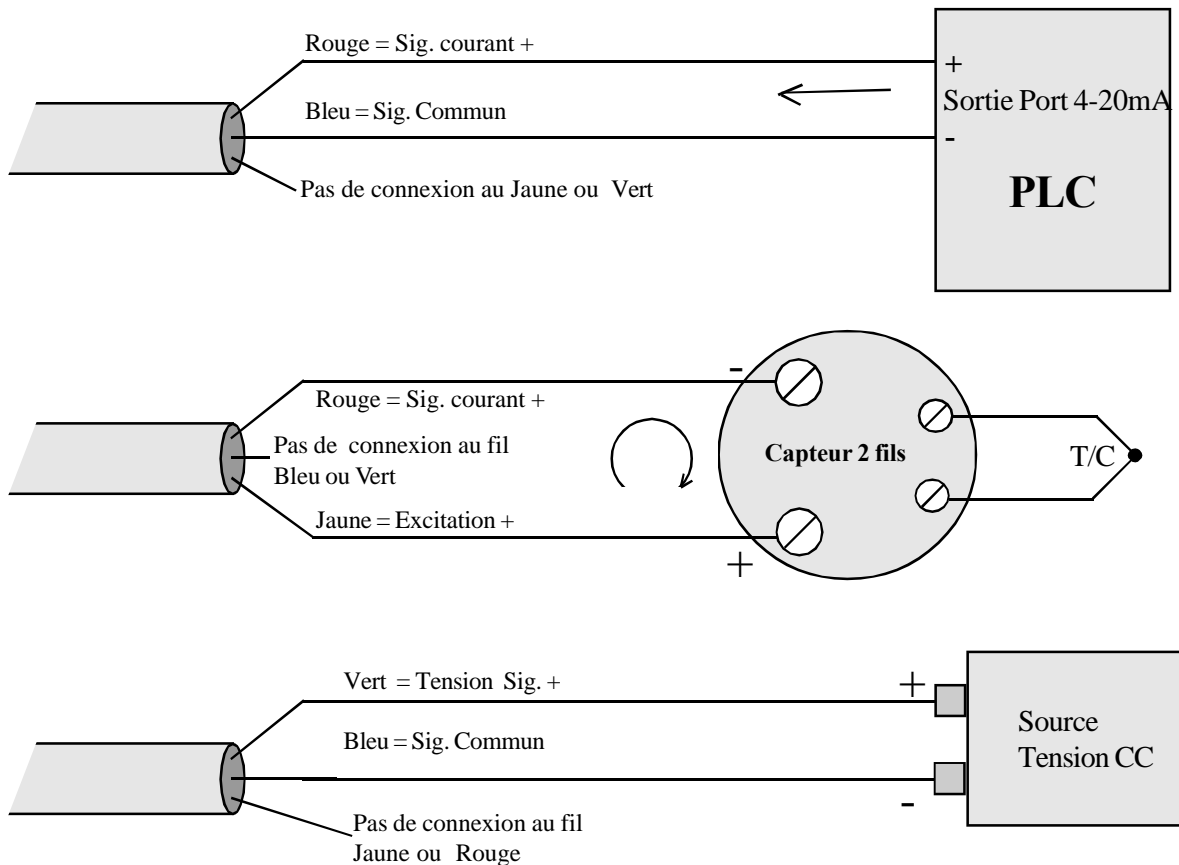 Rouge = Sig. courant +
+
Sortie Port 4-20mA
Bleu = Sig. Commun
-
Pas de connexion au Jaune ou Vert
PLC
-
Rouge = Sig. courant +
Pas de connexion au fil
Bleu ou Vert
Capteur 2 fils
T/C
Jaune = Excitation +
+
Vert = Tension Sig. +
+
Bleu = Sig. Commun
Source
Tension CC
-
Pas de connexion au fil
Jaune ou Rouge